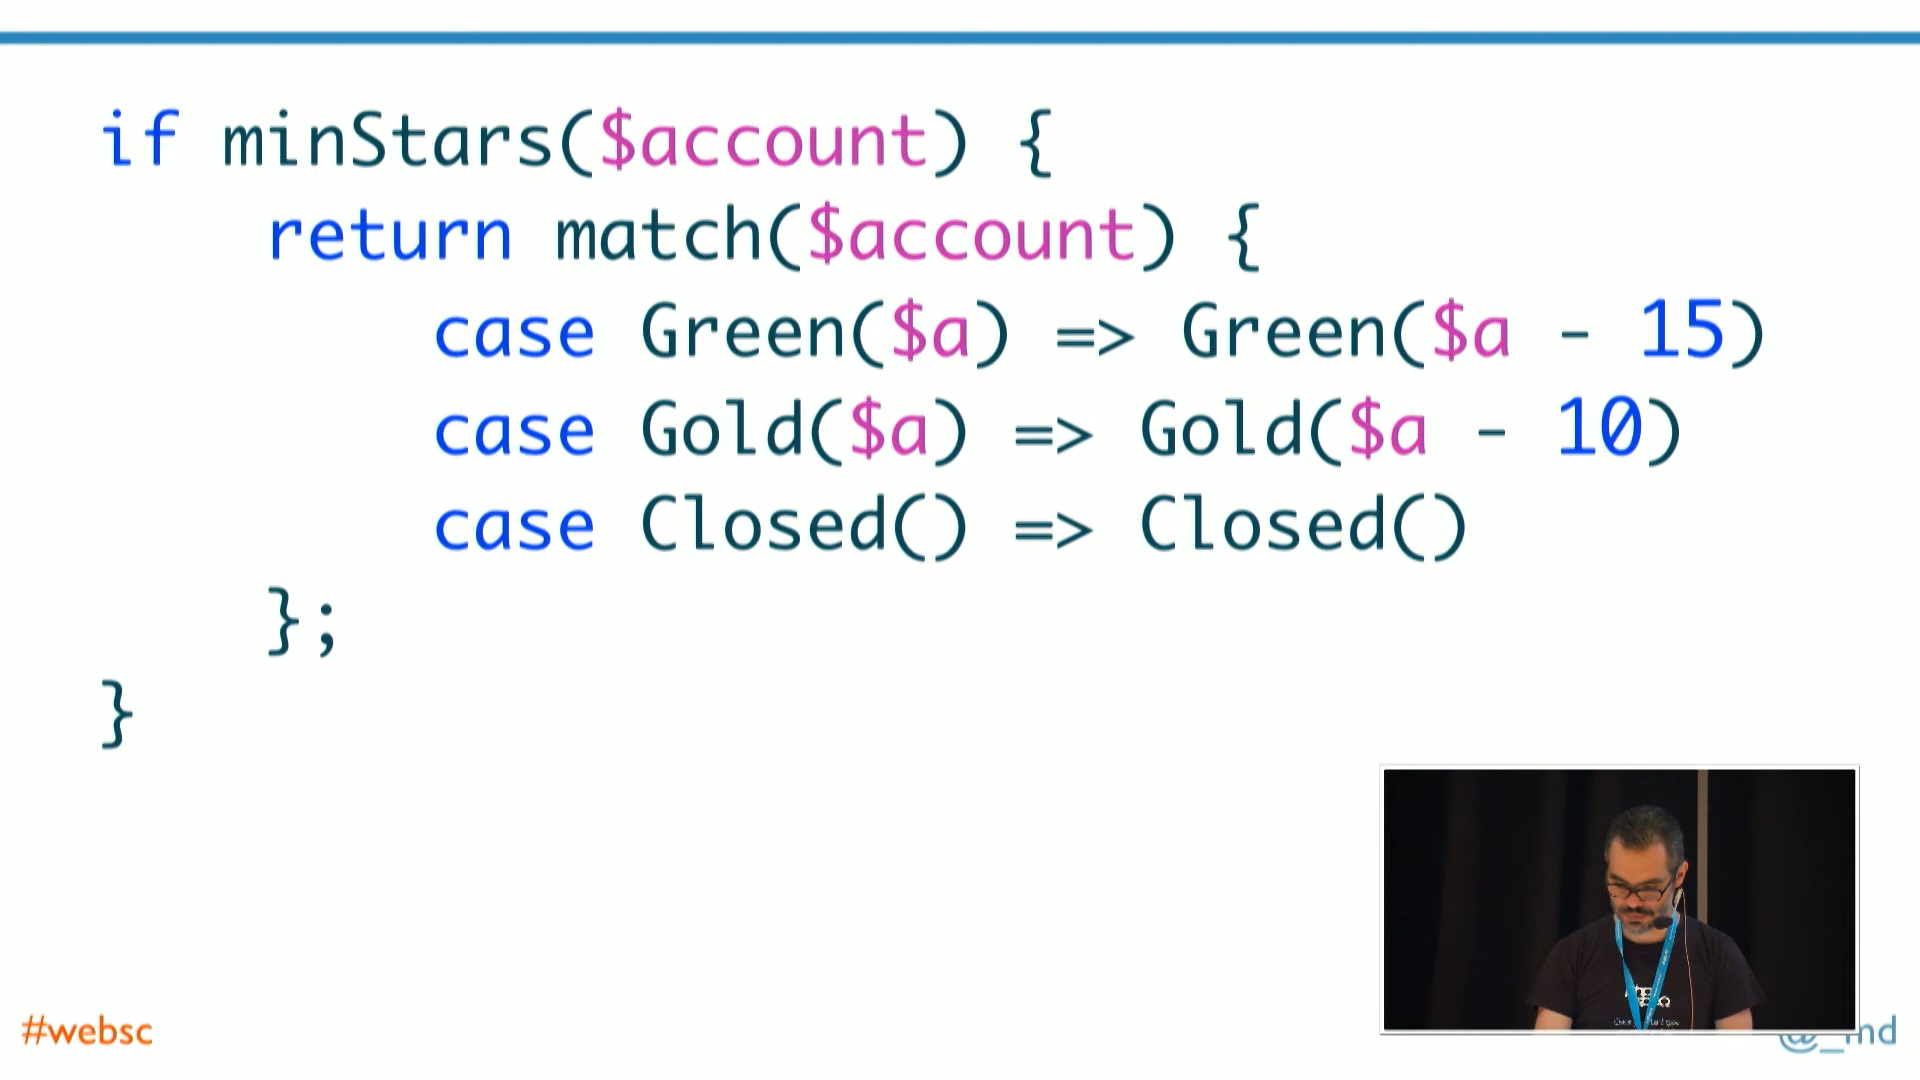 if minStars($account) {
return match($account) {
case Green($a) => Green($a - 15)
case Gold($a) => Gold($a - 10)
case Closed() => Closed()
};
}
#websc